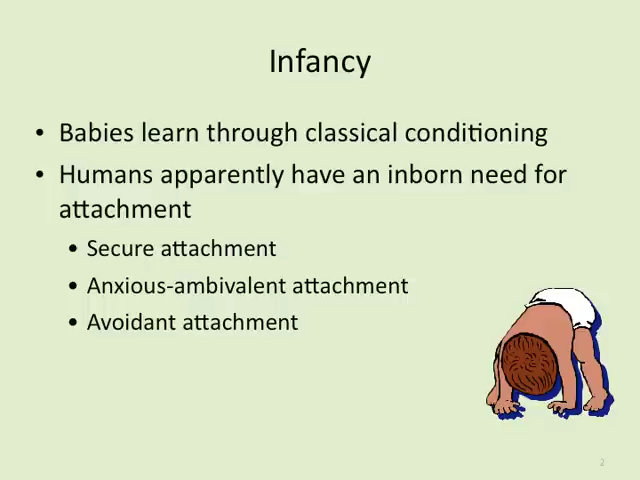 Infancy
• Babies learn through classical conditioning
• Humans apparently have an inborn need for
attachment
• Secure attachment
• Anxious-ambivalent attachment
• Avoidant attachment
2